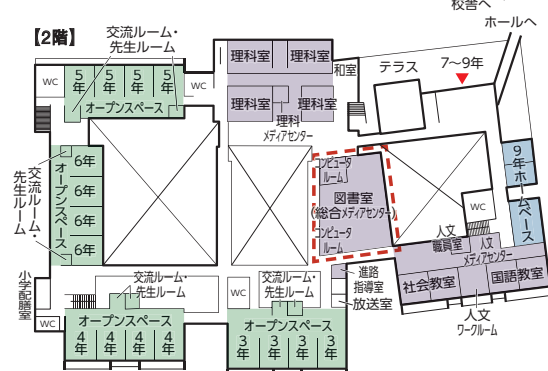 校舎へ
ホールへ
【2階】
交流ルーム・
先生ルーム
WC
5年
5年
5年
5年
オープンスペース
WC
理科室
理科室
和室
理科室
理科室
理科
メディアセンター
テラス
7〜9年
6年
6年
6年
6年
オープンスペース
交流ルーム・
先生ルーム
コンピュータ
ルーム
図書室
(総合メディアセンター)
コンピュータ
ルーム
WC
9年ホームベース
人文
職員室
人文
メディアセンター
社会教室
国語教室
人文
ワークルーム
進路
指導室
放送室
小学配膳室
WC
交流ルーム・
先生ルーム
オープンスペース
4年
4年
4年
4年
WC
交流ルーム・
先生ルーム
オープンスペース
3年
3年
3年
3年